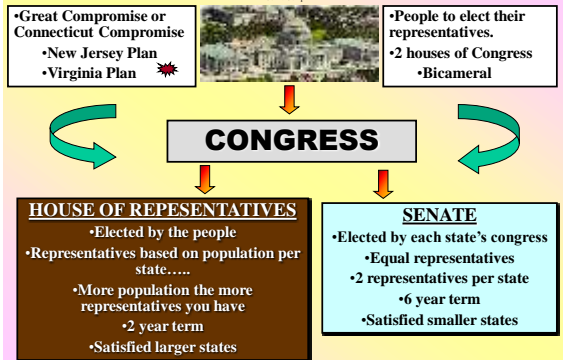 •Great Compromise or
Connecticut Compromise
•New Jersey Plan
•Virginia Plan
•People to elect their
representatives.
•2 houses of Congress
•Bicameral
CONGRESS
HOUSE OF REPESENTATIVES
•Elected by the people
•Representatives based on population per
state…..
•More population the more
representatives you have
•2 year term
•Satisfied larger states
SENATE
•Elected by each state’s congress
•Equal representatives
•2 representatives per state
•6 year term
•Satisfied smaller states